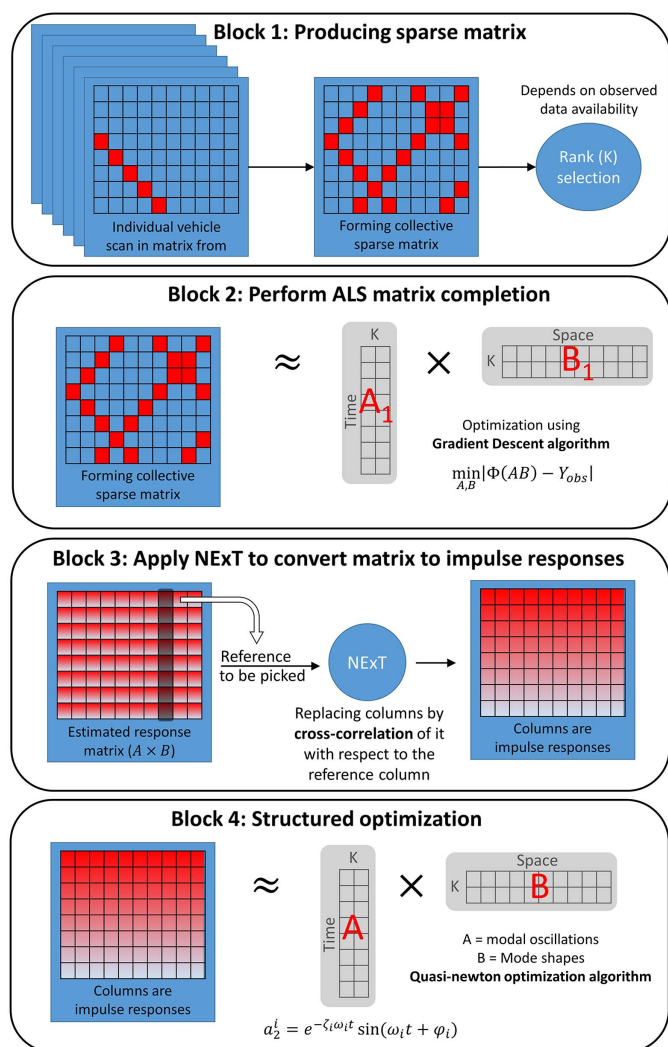 Block 1: Producing sparse matrix
Individual vehicle
scan in matrix from
Forming collective
sparse matrix
Depends on observed
data availability
Rank (K)
selection
Block 2: Perform ALS matrix completion
Forming collective
sparse matrix
≈
K
Time
A₁
×
Space
K
B₁
Optimization using
Gradient Descent algorithm
min |Φ(AB) − Y_obs|
A,B
Block 3: Apply NExT to convert matrix to impulse responses
Estimated response
matrix (A × B)
Reference
to be picked
NExT
Replacing columns by
cross-correlation of it
with respect to the
reference column
Columns are
impulse responses
Block 4: Structured optimization
Columns are
impulse responses
≈
K
Time
A
×
Space
K
B
A = modal oscillations
B = Mode shapes
Quasi-newton optimization algorithm
a₂ⁱ = e^(−ζᵢωᵢt) sin(ωᵢt + φᵢ)